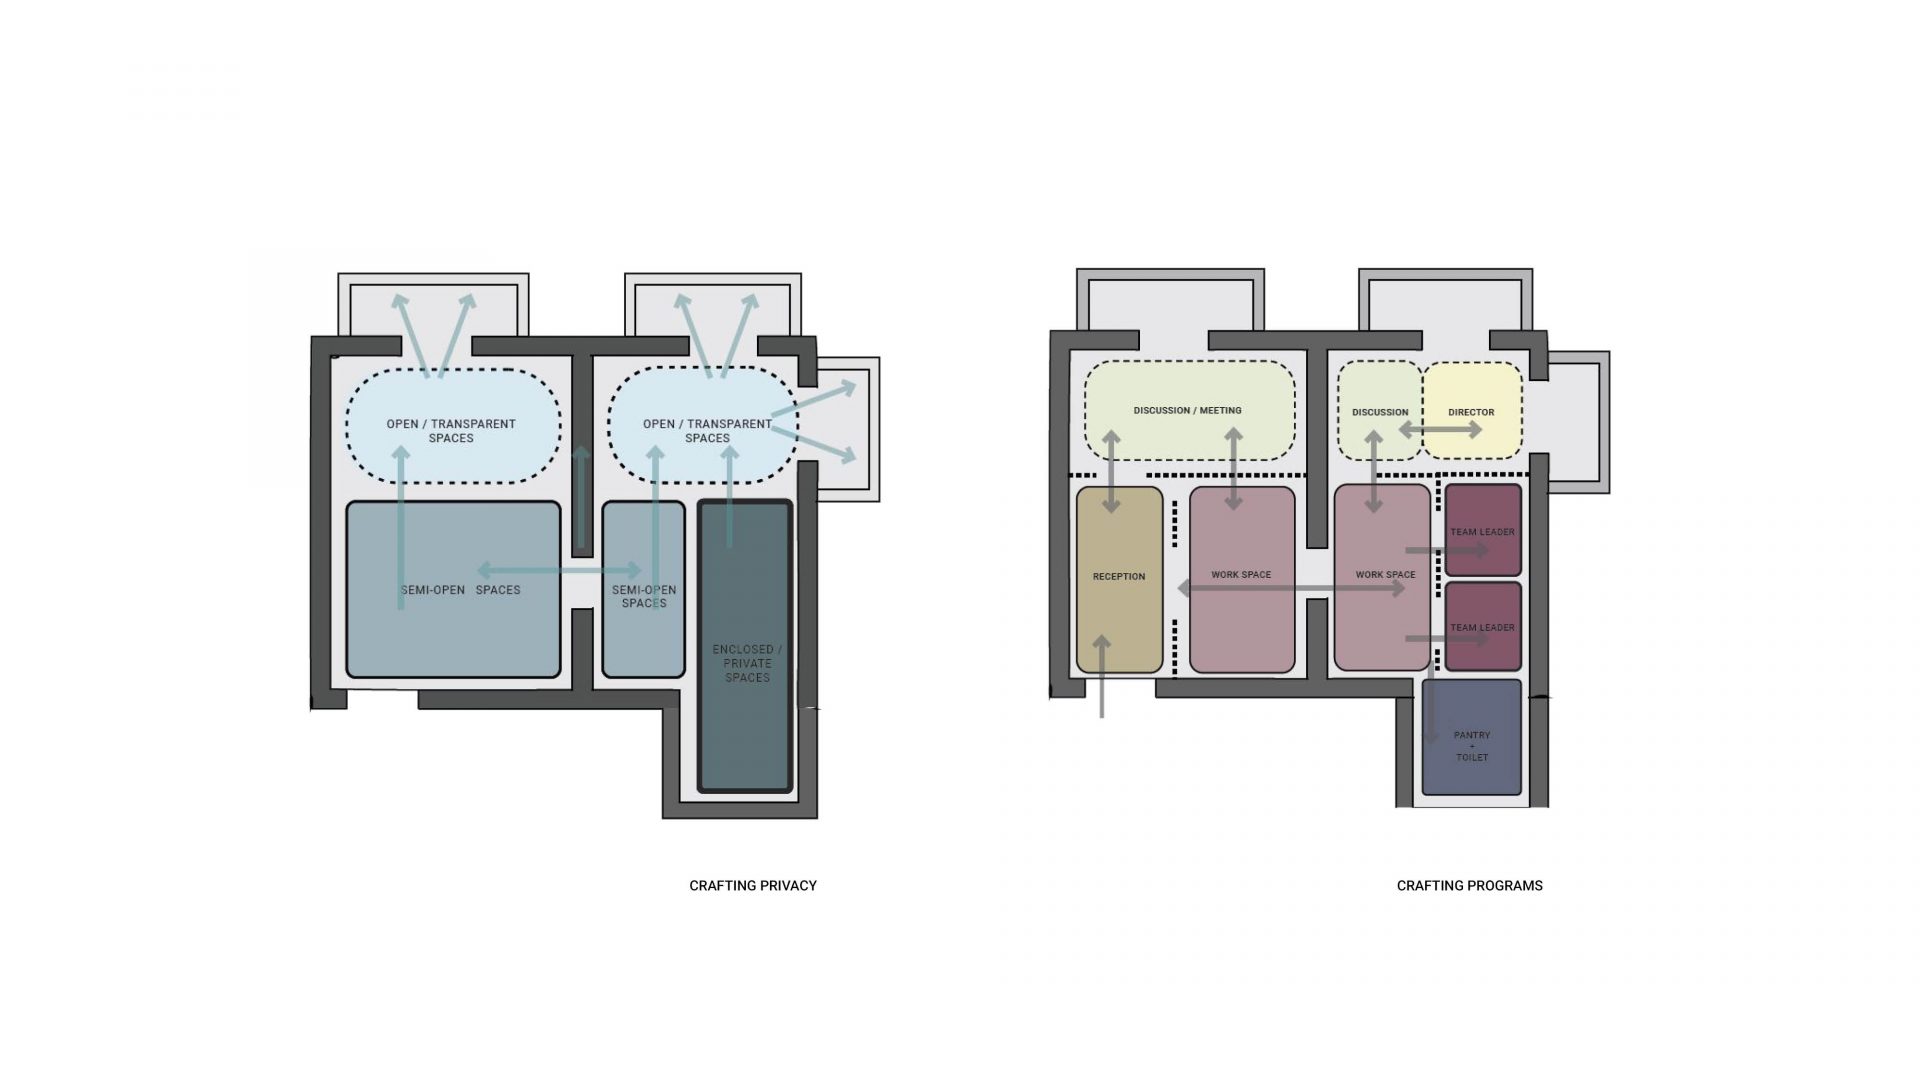 OPEN / TRANSPARENT
SPACES
OPEN / TRANSPARENT
SPACES
SEMI-OPEN SPACES
SEMI-OPEN
SPACES
ENCLOSED /
PRIVATE
SPACES
CRAFTING PRIVACY
DISCUSSION / MEETING
DISCUSSION
DIRECTOR
RECEPTION
WORK SPACE
WORK SPACE
TEAM LEADER
TEAM LEADER
PANTRY
+
TOILET
CRAFTING PROGRAMS